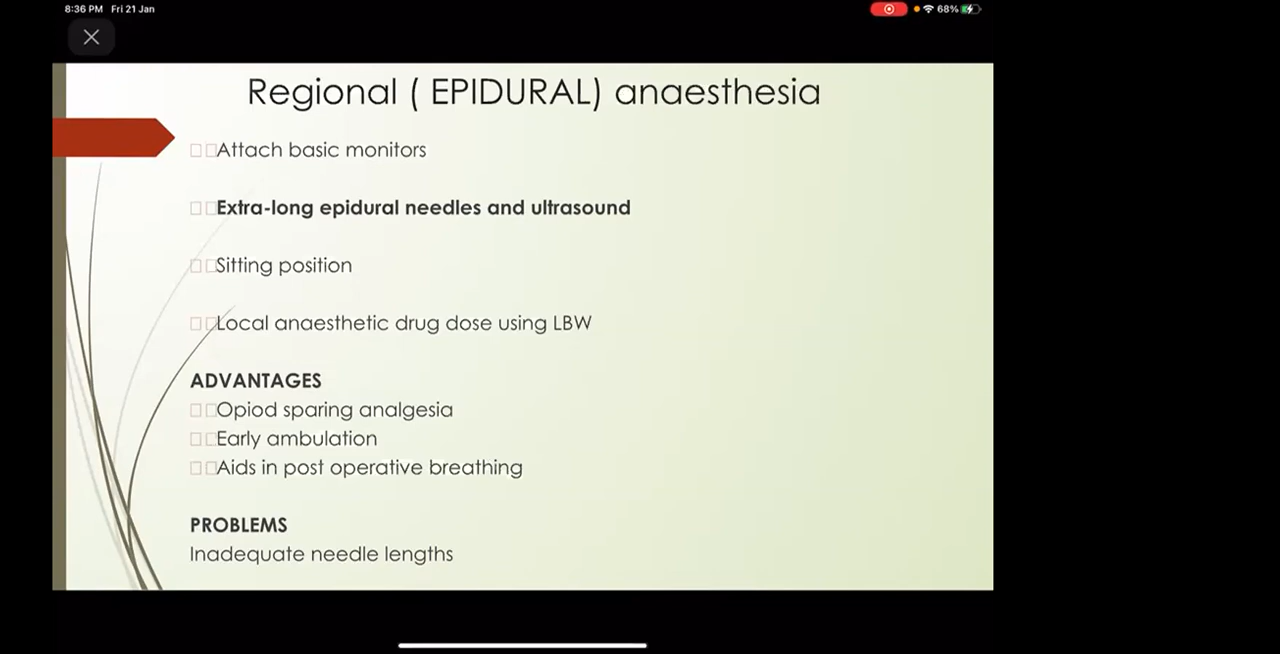 8:36 PM Fri 21 Jan
68%
Regional ( EPIDURAL) anaesthesia
Attach basic monitors
Extra-long epidural needles and ultrasound
Sitting position
Local anaesthetic drug dose using LBW
ADVANTAGES
Opiod sparing analgesia
Early ambulation
Aids in post operative breathing
PROBLEMS
Inadequate needle lengths